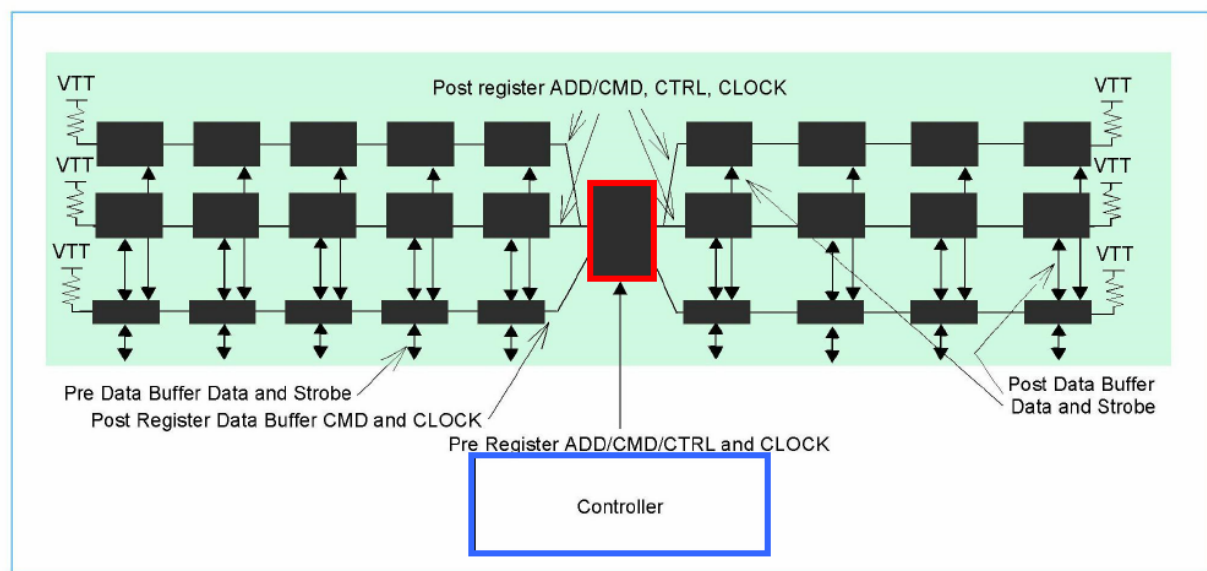 Post register ADD/CMD, CTRL, CLOCK
VTT
VTT
VTT
VTT
VTT
VTT
Pre Data Buffer Data and Strobe
Post Register Data Buffer CMD and CLOCK
Pre Register ADD/CMD/CTRL and CLOCK
Post Data Buffer
Data and Strobe
Controller